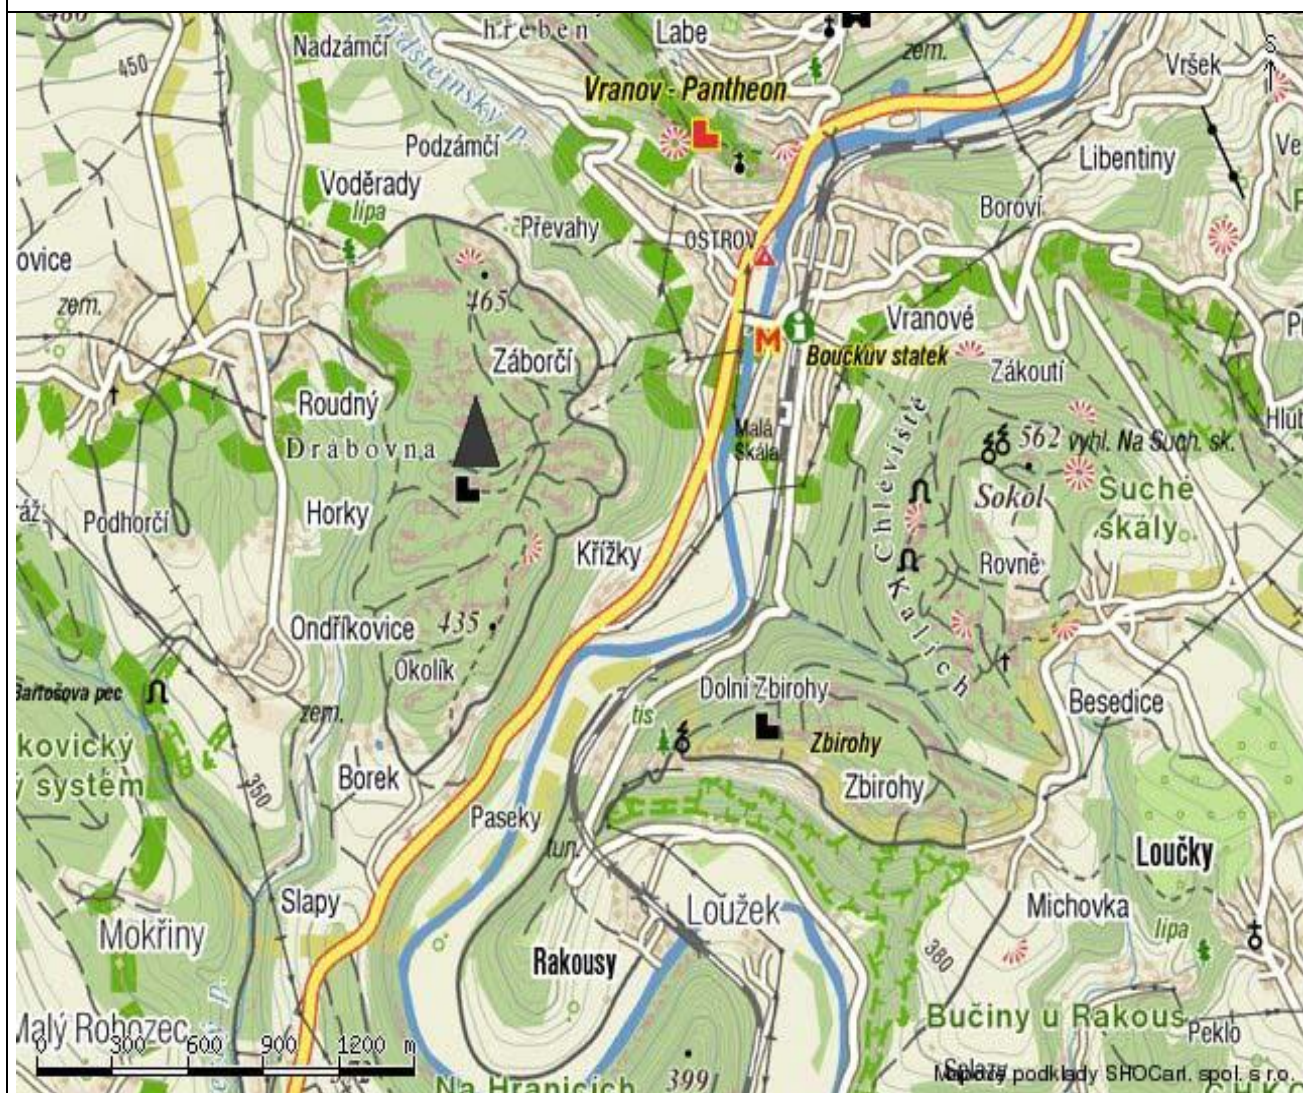 Nadzámčí
hřeben
Labe
zem.
Vršek
S
450
Vranov - Pantheon
Podzámčí
Libentiny
Voděrady
lípa
Převahy
Boroví
OSTROV
ovice
zem.
465
Vranové
Záborčí
Bouckuv statek
Zákoutí
Roudný
Drábovna
Malá
Skála
Chléviště
562
vyhl. Na Such. sk.
Sokol
Suché
skály
Horky
Podhorčí
Křížky
Rovně
Kalich
Ondříkovice
435
Okolík
Bartošova pec
zem.
Dolní Zbirohy
Besedice
tis
Zbirohy
kovický
systém
350
Borek
Zbirohy
Paseky
tun.
Loučky
Slapy
Loužek
Michovka
Mokřiny
lípa
Rakousy
380
Bučiny u Rakous
Malý Rohozec
Peklo
0 300 600 900 1200 m
399
Na Hranicích
Mapové podklady SHOCart, spol. s r.o.